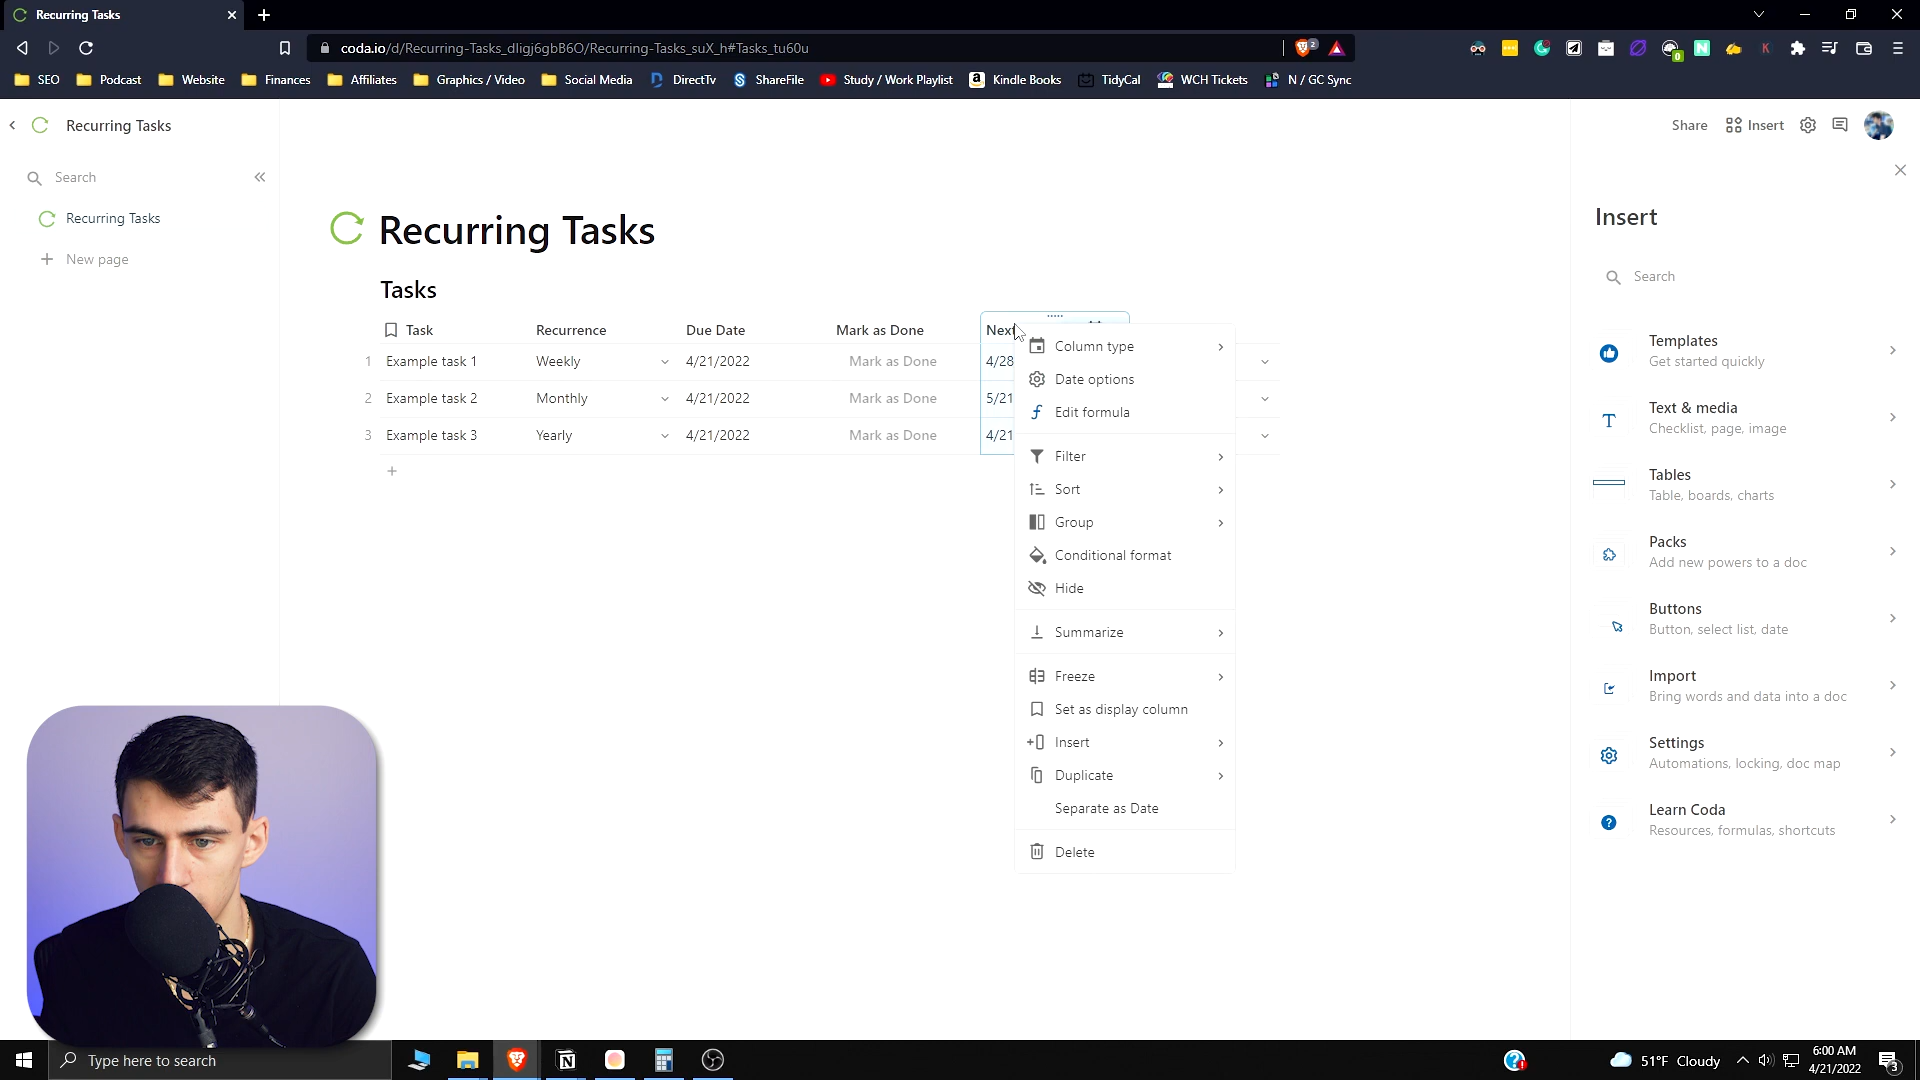 Recurring Tasks
coda.io/d/Recurring-Tasks_dligj6gbB6O/Recurring-Tasks_suX_h#Tasks_tu60u
2
0
K
SEO
Podcast
Website
Finances
Affiliates
Graphics / Video
Social Media
DirectTv
ShareFile
Study / Work Playlist
Kindle Books
TidyCal
WCH Tickets
N / GC Sync
Recurring Tasks
Share
Insert
Search
Recurring Tasks
New page
Recurring Tasks
Tasks
Task
Recurrence
Due Date
Mark as Done
Next
1 Example task 1 Weekly 4/21/2022 Mark as Done 4/28
2 Example task 2 Monthly 4/21/2022 Mark as Done 5/21
3 Example task 3 Yearly 4/21/2022 Mark as Done 4/21
Column type
Date options
Edit formula
Filter
Sort
Group
Conditional format
Hide
Summarize
Freeze
Set as display column
Insert
Duplicate
Separate as Date
Delete
Insert
Search
Templates
Get started quickly
Text & media
Checklist, page, image
Tables
Table, boards, charts
Packs
Add new powers to a doc
Buttons
Button, select list, date
Import
Bring words and data into a doc
Settings
Automations, locking, doc map
Learn Coda
Resources, formulas, shortcuts
Type here to search
51°F Cloudy
6:00 AM
4/21/2022
3